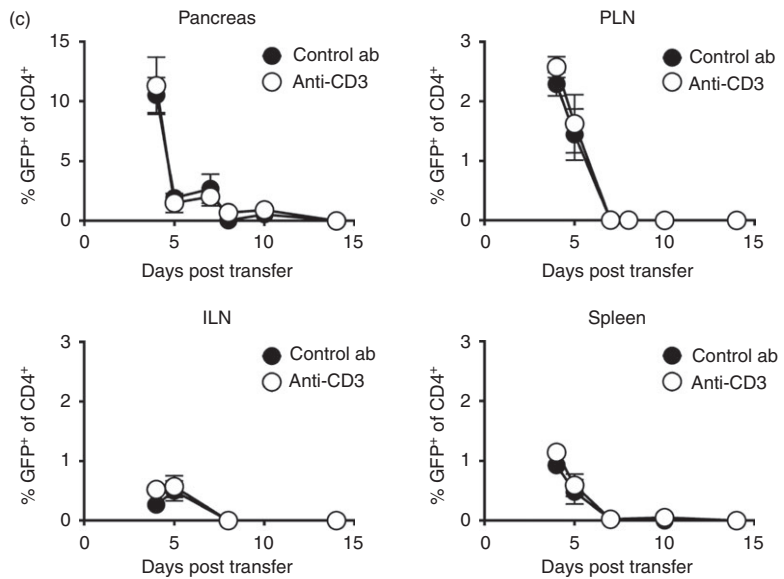 (c)
Pancreas
15
10
5
0
% GFP⁺ of CD4⁺
Control ab
Anti-CD3
0 5 10 15
Days post transfer
PLN
3
2
1
0
% GFP⁺ of CD4⁺
Control ab
Anti-CD3
0 5 10 15
Days post transfer
ILN
3
2
1
0
% GFP⁺ of CD4⁺
Control ab
Anti-CD3
0 5 10 15
Days post transfer
Spleen
3
2
1
0
% GFP⁺ of CD4⁺
Control ab
Anti-CD3
0 5 10 15
Days post transfer